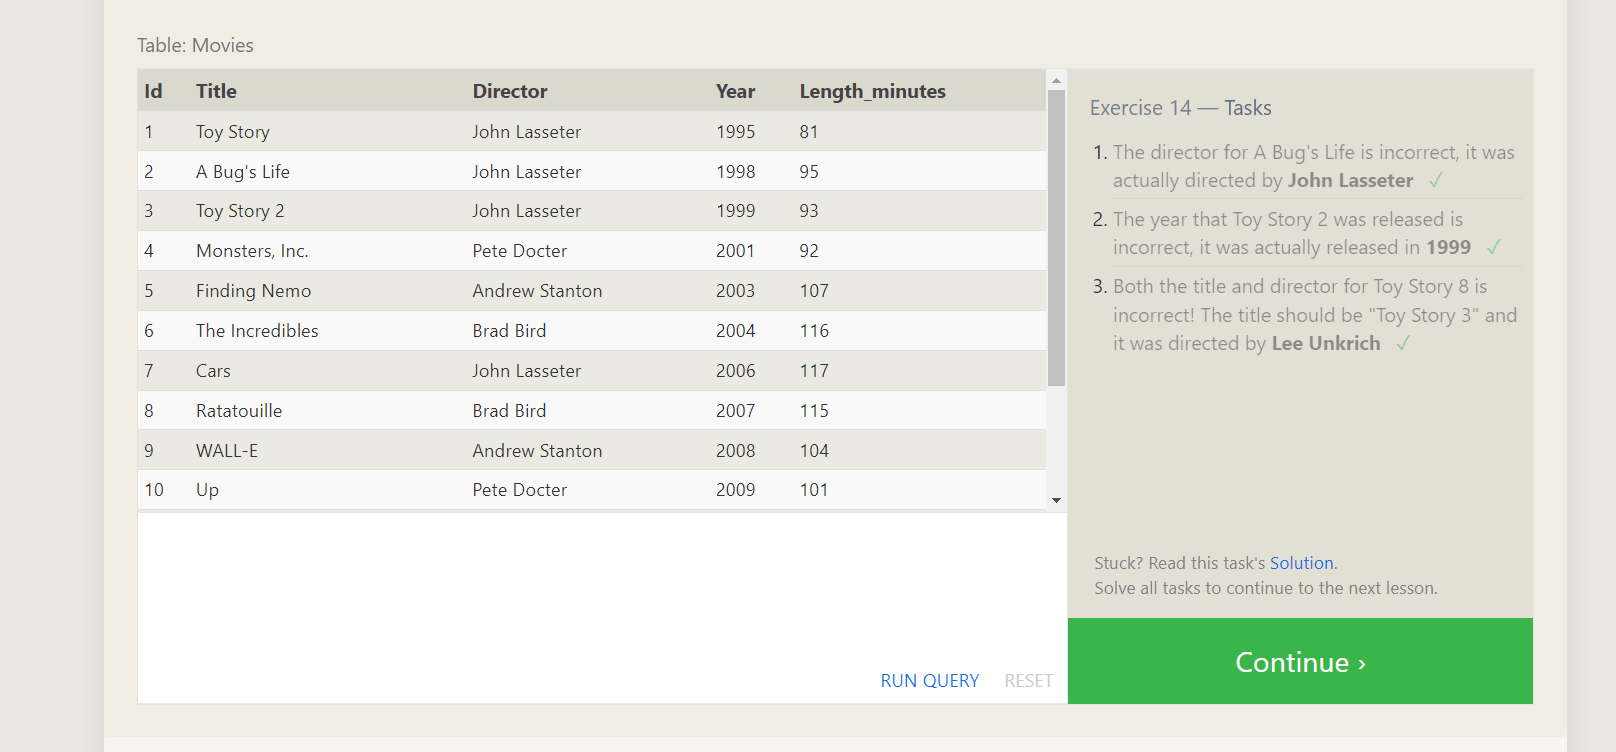 Table: Movies
Id Title Director Year Length_minutes
1 Toy Story John Lasseter 1995 81
2 A Bug's Life John Lasseter 1998 95
3 Toy Story 2 John Lasseter 1999 93
4 Monsters, Inc. Pete Docter 2001 92
5 Finding Nemo Andrew Stanton 2003 107
6 The Incredibles Brad Bird 2004 116
7 Cars John Lasseter 2006 117
8 Ratatouille Brad Bird 2007 115
9 WALL-E Andrew Stanton 2008 104
10 Up Pete Docter 2009 101
RUN QUERY RESET
Exercise 14 — Tasks
1. The director for A Bug's Life is incorrect, it was
actually directed by John Lasseter ✓
2. The year that Toy Story 2 was released is
incorrect, it was actually released in 1999 ✓
3. Both the title and director for Toy Story 8 is
incorrect! The title should be "Toy Story 3" and
it was directed by Lee Unkrich ✓
Stuck? Read this task's Solution.
Solve all tasks to continue to the next lesson.
Continue ›